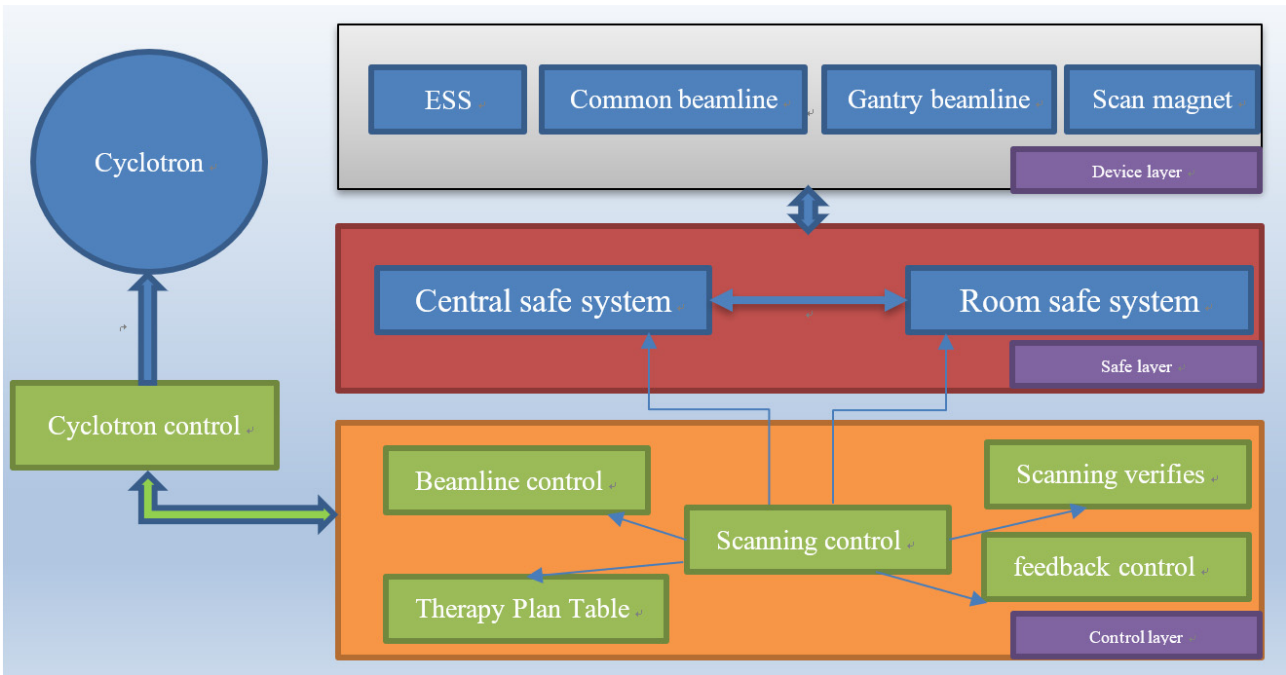 Cyclotron
Cyclotron control
ESS
Common beamline
Gantry beamline
Scan magnet
Device layer
Central safe system
Room safe system
Safe layer
Beamline control
Scanning verifies
Scanning control
feedback control
Therapy Plan Table
Control layer